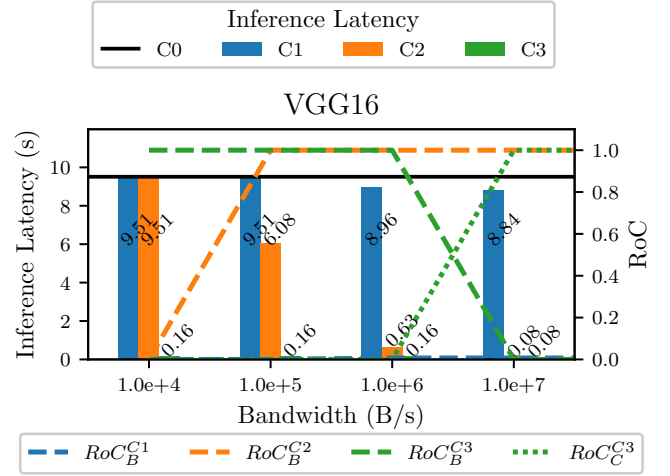 Inference Latency
C0 C1 C2 C3
VGG16
Inference Latency (s)
10
8
6
4
2
0
9.51 9.51 0.16
9.51 6.08 0.16
8.96 0.63 0.16
8.84 0.08 0.08
1.0
0.8
0.6
0.4
0.2
0.0
RoC
1.0e+4 1.0e+5 1.0e+6 1.0e+7
Bandwidth (B/s)
$RoC_B^{C1}$ $RoC_B^{C2}$ $RoC_B^{C3}$ $RoC_C^{C3}$